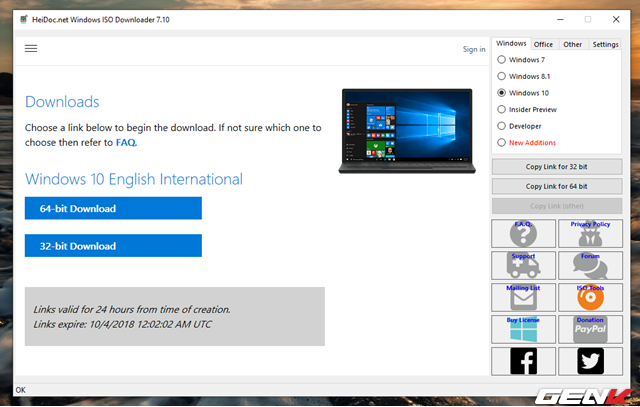 HeiDoc.net Windows ISO Downloader 7.10
Sign in
Downloads
Choose a link below to begin the download. If not sure which one to
choose then refer to FAQ.
Windows 10 English International
64-bit Download
32-bit Download
Links valid for 24 hours from time of creation.
Links expire: 10/4/2018 12:02:02 AM UTC
Windows Office Other Settings
Windows 7
Windows 8.1
Windows 10
Insider Preview
Developer
New Additions
Copy Link for 32 bit
Copy Link for 64 bit
Copy Link (other)
F.A.Q. Privacy Policy
Support Forum
Mailing List ISO Tools
Buy License Donation
PayPal
OK
GENK